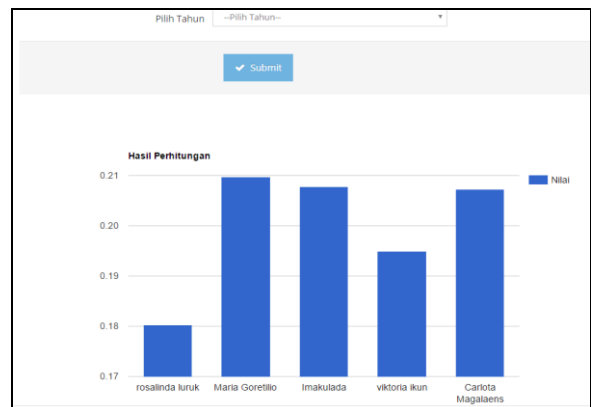 Pilih Tahun
--Pilih Tahun--
Submit
Hasil Perhitungan
0.21
0.20
0.19
0.18
0.17
Nilai
rosalinda luruk
Maria Goretilio
Imakulada
viktoria ikun
Carlota
Magalaens